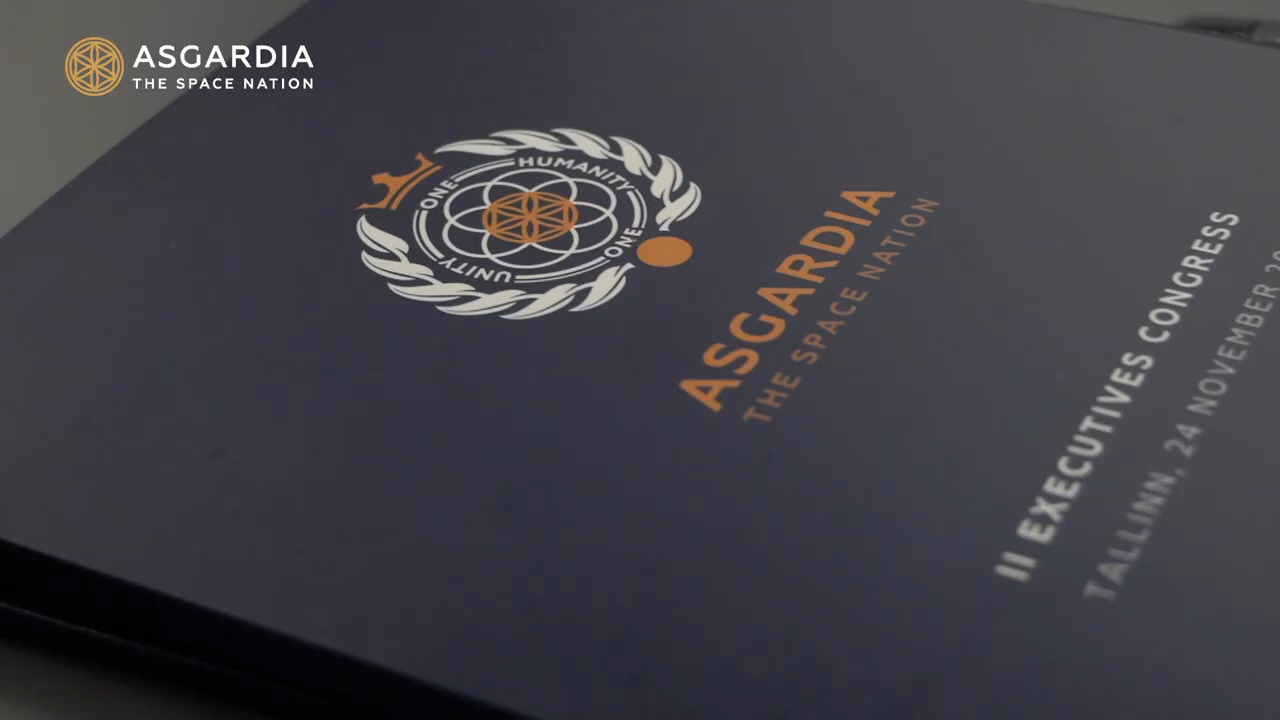 ASGARDIA
THE SPACE NATION
ONE HUMANITY
ONE UNITY
ASGARDIA
THE SPACE NATION
II EXECUTIVES CONGRESS
TALLINN, 24 NOVEMBER